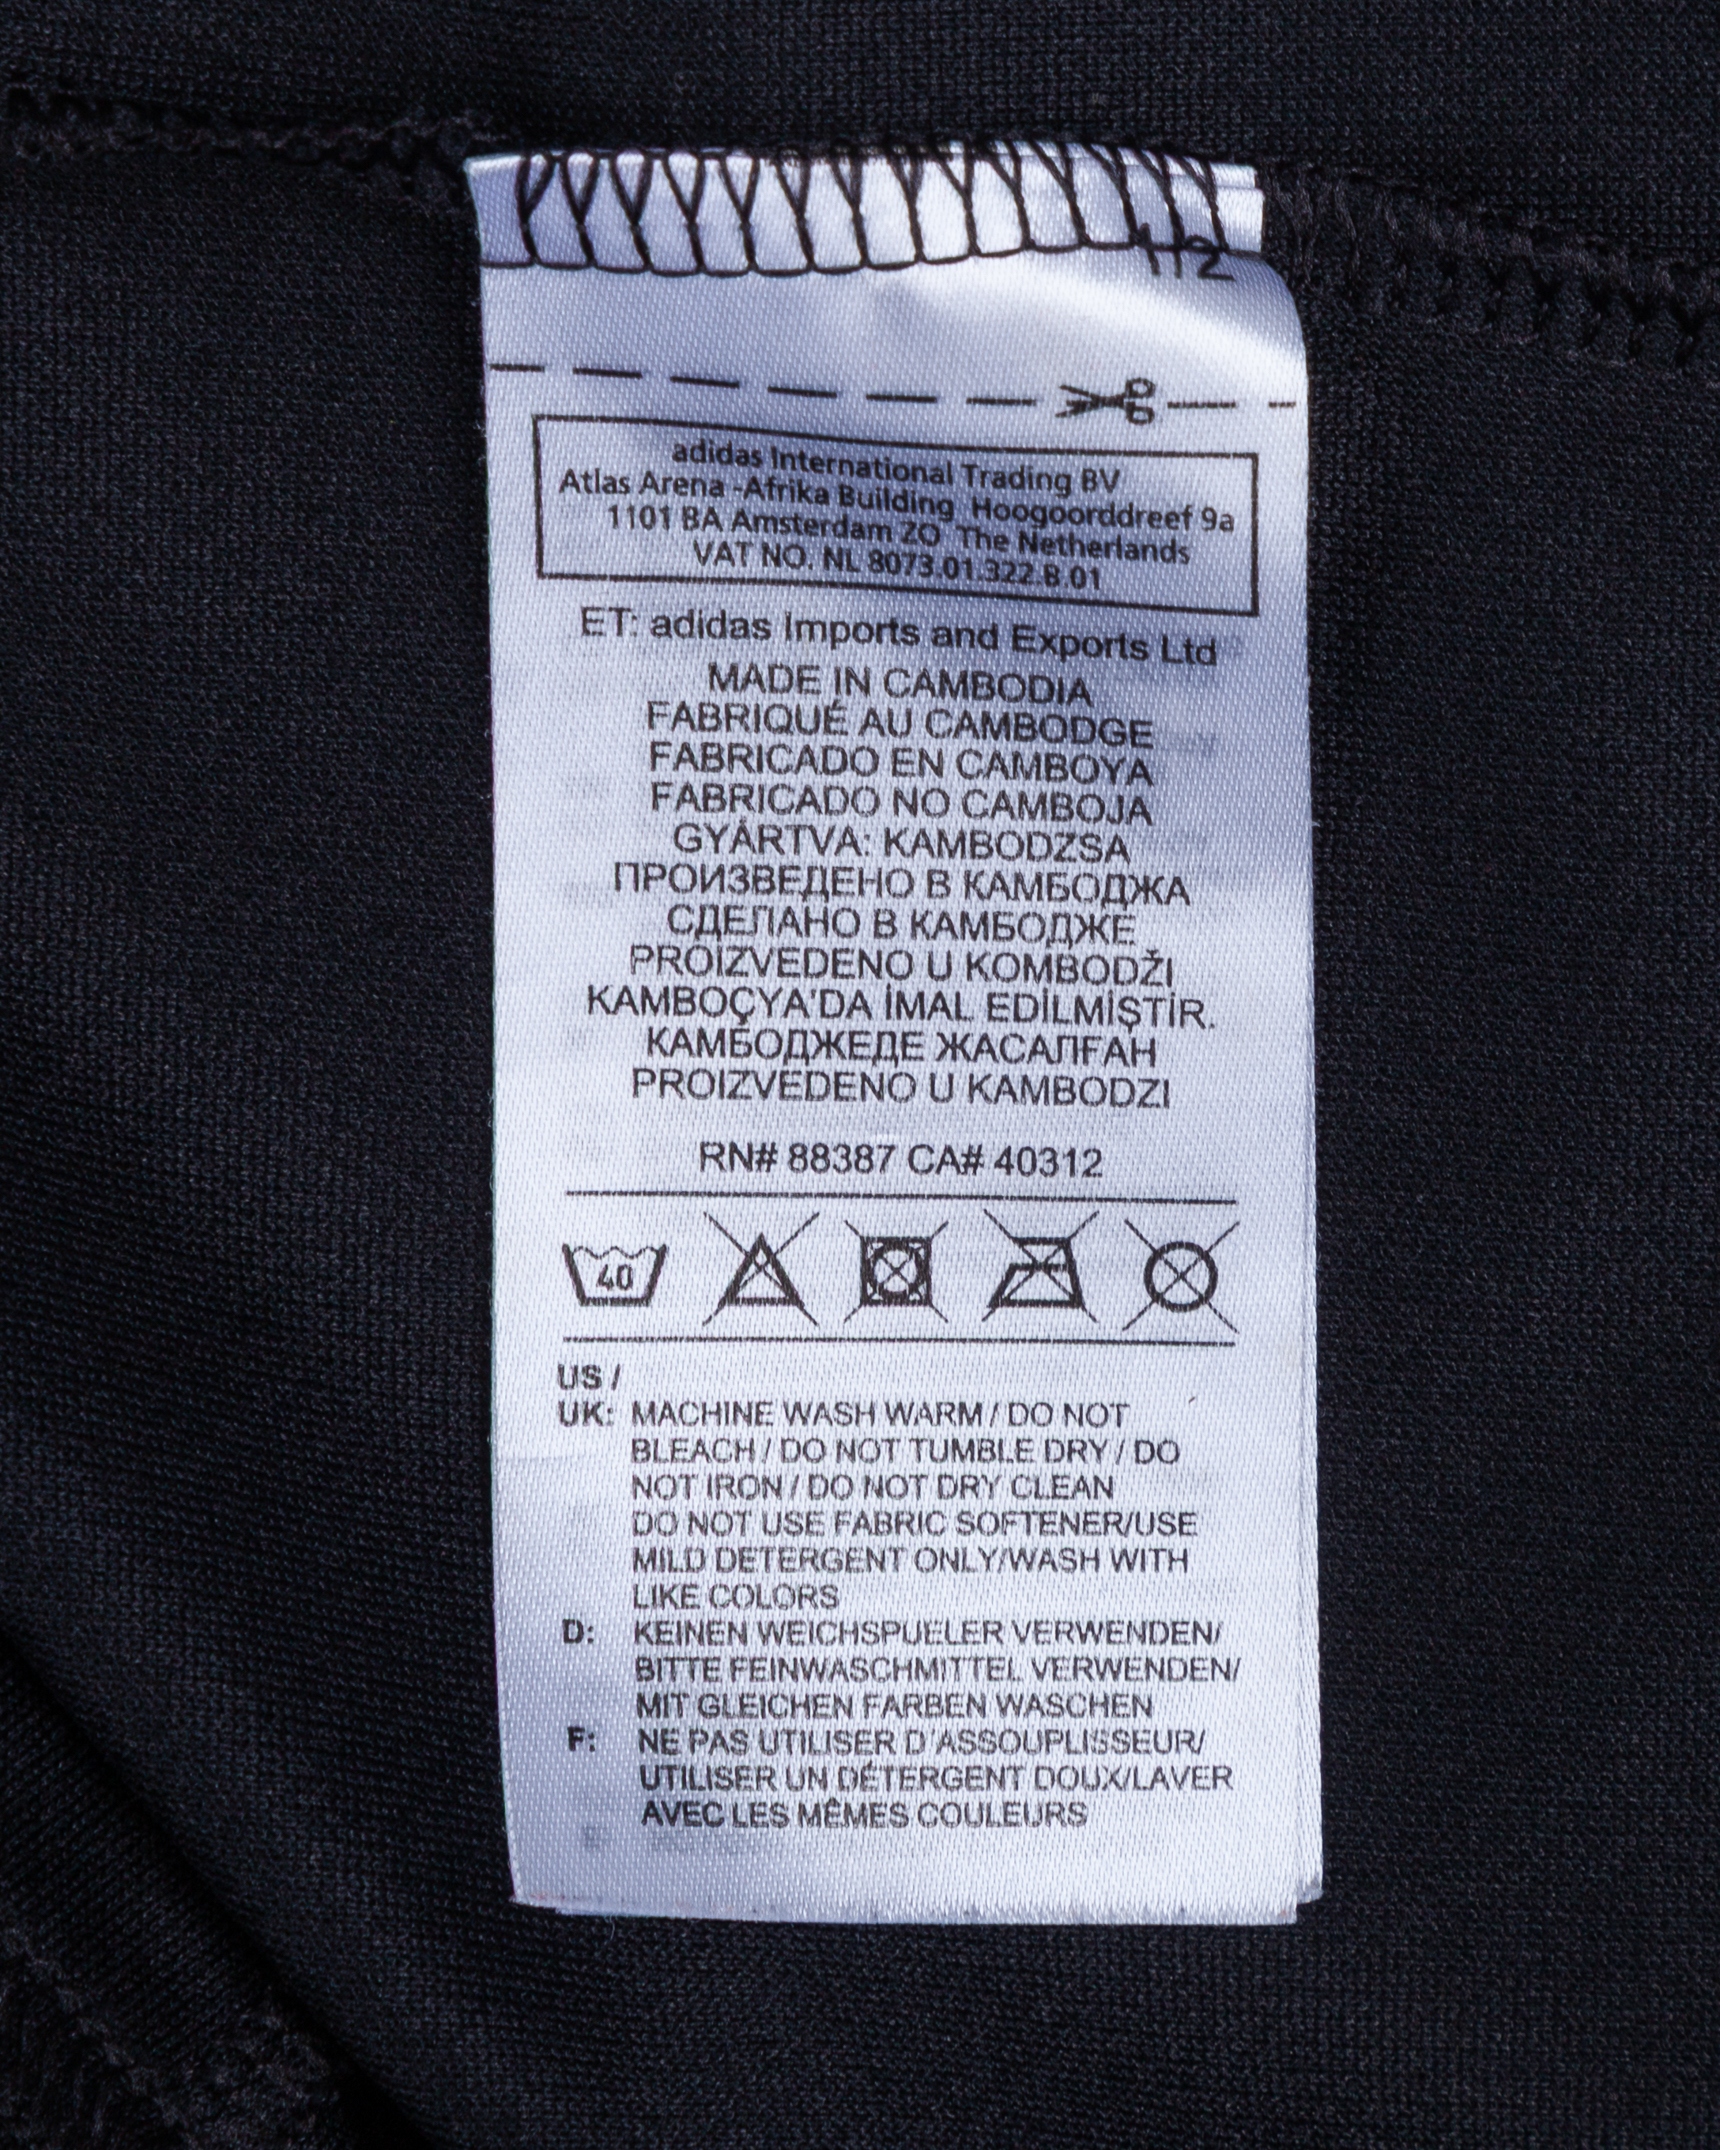 1/2
adidas International Trading BV
Atlas Arena -Afrika Building Hoogoorddreef 9a
1101 BA Amsterdam ZO The Netherlands
VAT NO. NL 8073.01.322.B.01
ET: adidas Imports and Exports Ltd
MADE IN CAMBODIA
FABRIQUÉ AU CAMBODGE
FABRICADO EN CAMBOYA
FABRICADO NO CAMBOJA
GYÁRTVA: KAMBODZSA
ПРОИЗВЕДЕНО В КАМБОДЖА
СДЕЛАНО В КАМБОДЖЕ
PROIZVEDENO U KOMBODŽI
KAMBOÇYA'DA İMAL EDİLMİŞTİR.
КАМБОДЖЕДЕ ЖАСАЛҒАН
PROIZVEDENO U KAMBODZI
RN# 88387 CA# 40312
40
US /
UK: MACHINE WASH WARM / DO NOT
BLEACH / DO NOT TUMBLE DRY / DO
NOT IRON / DO NOT DRY CLEAN
DO NOT USE FABRIC SOFTENER/USE
MILD DETERGENT ONLY/WASH WITH
LIKE COLORS
D: KEINEN WEICHSPUELER VERWENDEN/
BITTE FEINWASCHMITTEL VERWENDEN/
MIT GLEICHEN FARBEN WASCHEN
F: NE PAS UTILISER D'ASSOUPLISSEUR/
UTILISER UN DÉTERGENT DOUX/LAVER
AVEC LES MÊMES COULEURS